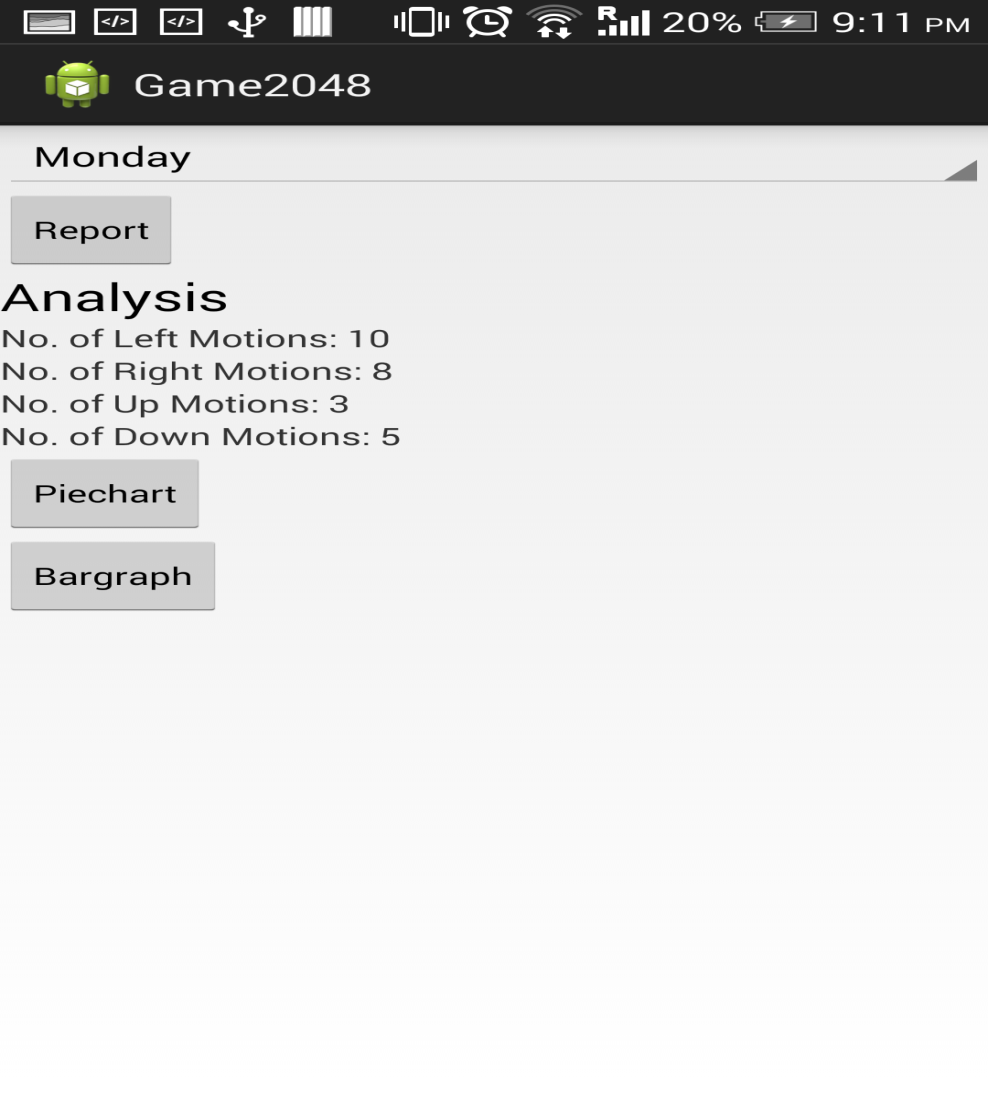 </> </> R 20% 9:11 PM
Game2048
Monday
Report
Analysis
No. of Left Motions: 10
No. of Right Motions: 8
No. of Up Motions: 3
No. of Down Motions: 5
Piechart
Bargraph